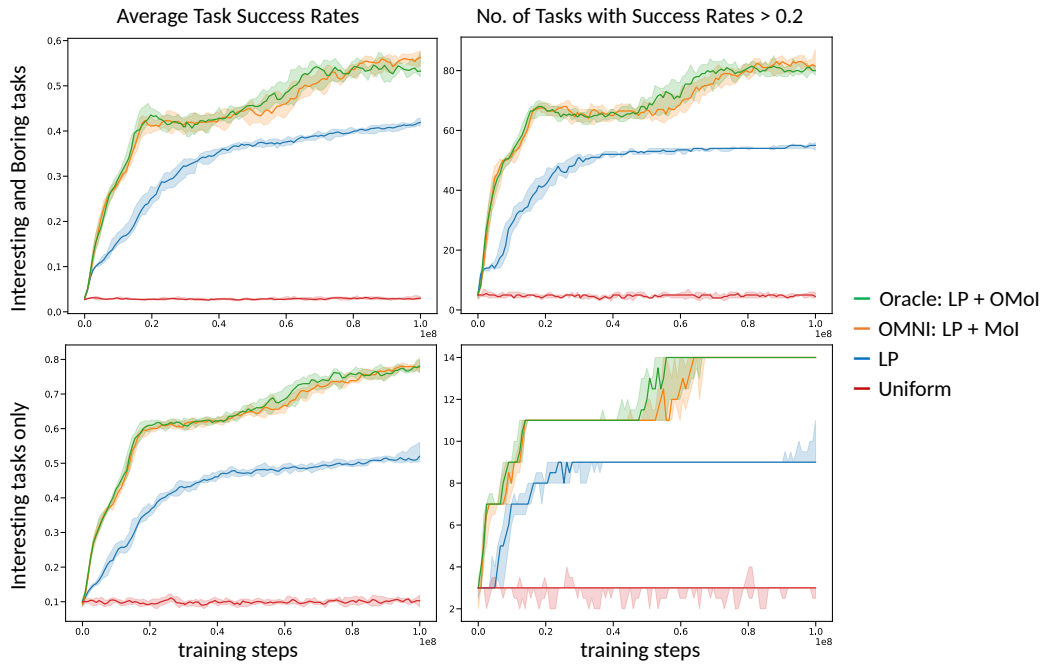 Average Task Success Rates
No. of Tasks with Success Rates > 0.2
Interesting and Boring tasks
0.6
0.5
0.4
0.3
0.2
0.1
0.0
0.0 0.2 0.4 0.6 0.8 1.0
1e8
80
60
40
20
0
0.0 0.2 0.4 0.6 0.8 1.0
1e8
Interesting tasks only
0.8
0.7
0.6
0.5
0.4
0.3
0.2
0.1
0.0 0.2 0.4 0.6 0.8 1.0
1e8
training steps
14
12
10
8
6
4
2
0.0 0.2 0.4 0.6 0.8 1.0
1e8
training steps
Oracle: LP + OMoI
OMNI: LP + MoI
LP
Uniform